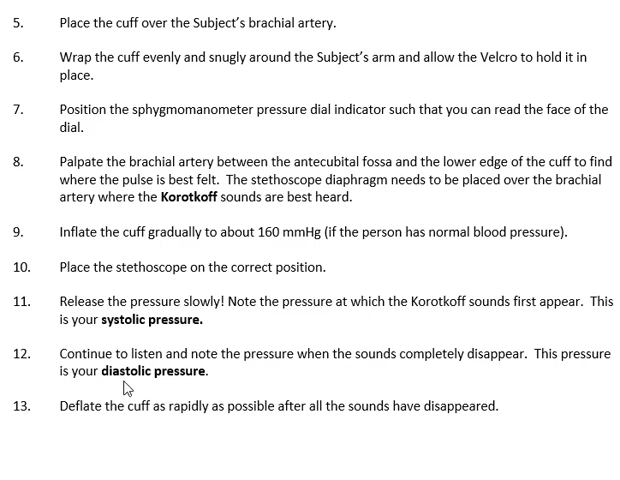 5. Place the cuff over the Subject's brachial artery.
6. Wrap the cuff evenly and snugly around the Subject's arm and allow the Velcro to hold it in
place.
7. Position the sphygmomanometer pressure dial indicator such that you can read the face of the
dial.
8. Palpate the brachial artery between the antecubital fossa and the lower edge of the cuff to find
where the pulse is best felt.  The stethoscope diaphragm needs to be placed over the brachial
artery where the Korotkoff sounds are best heard.
9. Inflate the cuff gradually to about 160 mmHg (if the person has normal blood pressure).
10. Place the stethoscope on the correct position.
11. Release the pressure slowly! Note the pressure at which the Korotkoff sounds first appear.  This
is your systolic pressure.
12. Continue to listen and note the pressure when the sounds completely disappear.  This pressure
is your diastolic pressure.
13. Deflate the cuff as rapidly as possible after all the sounds have disappeared.